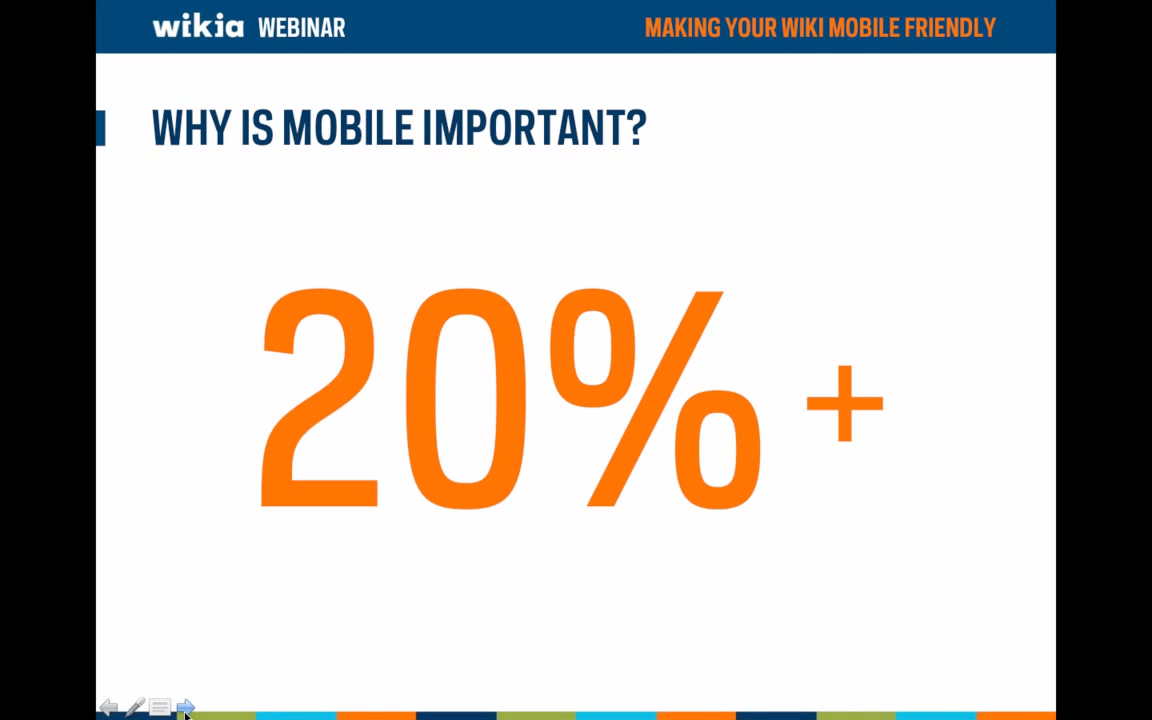 wikia WEBINAR
MAKING YOUR WIKI MOBILE FRIENDLY
WHY IS MOBILE IMPORTANT?
20%+